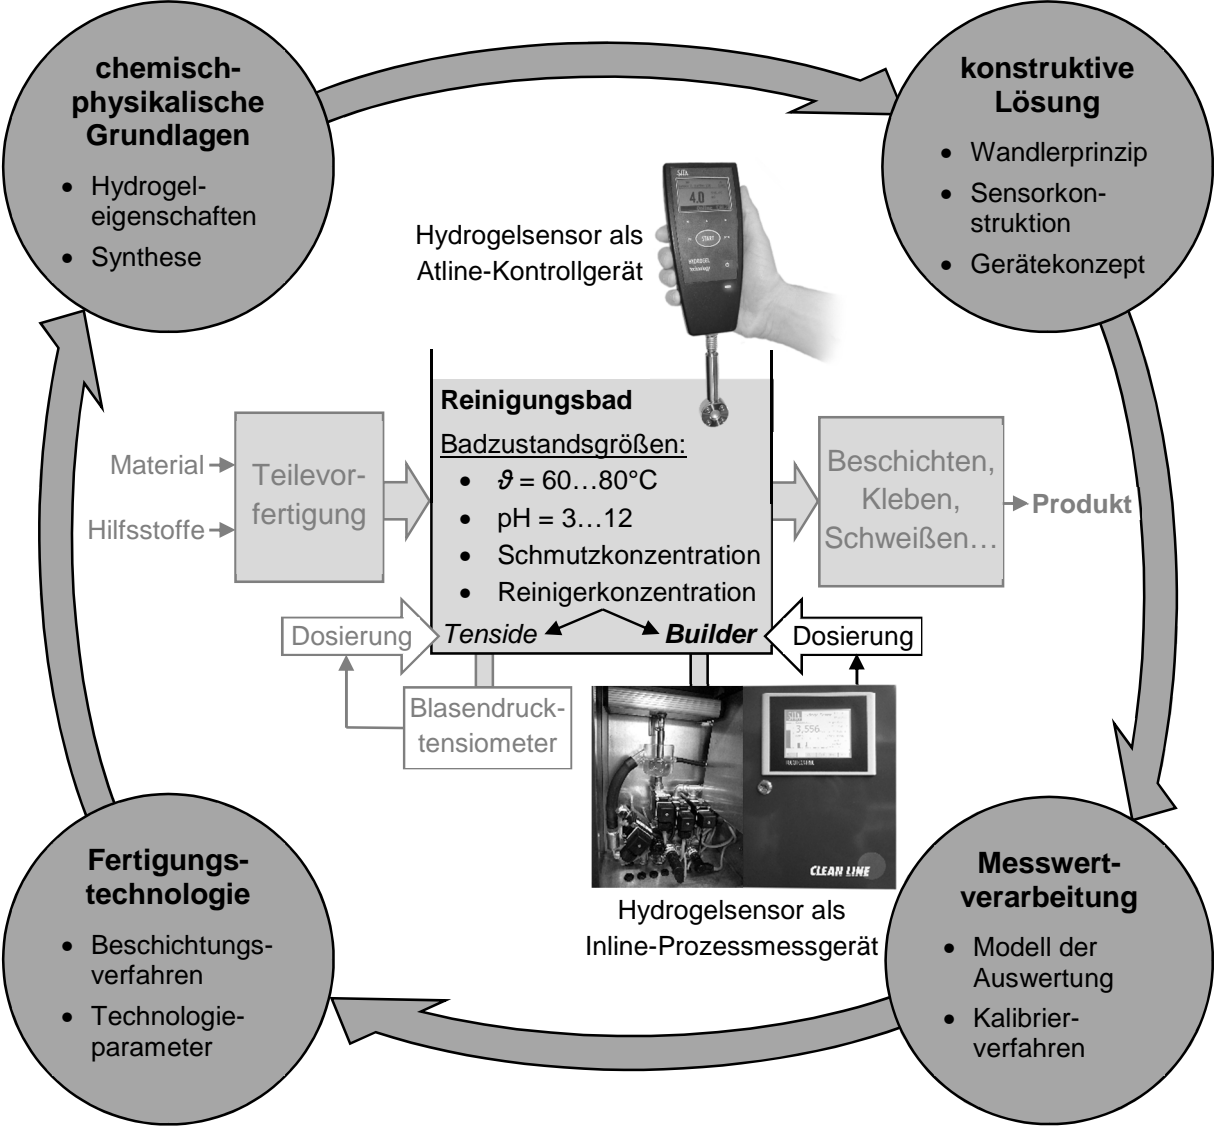 chemisch-
physikalische
Grundlagen
• Hydrogel-
eigenschaften
• Synthese
konstruktive
Lösung
• Wandlerprinzip
• Sensorkon-
struktion
• Gerätekonzept
Hydrogelsensor als
Atline-Kontrollgerät
SITA
4.0
START
HYDROGEL
technology
Material
Hilfsstoffe
Teilevor-
fertigung
Reinigungsbad
Badzustandsgrößen:
• ϑ = 60…80°C
• pH = 3…12
• Schmutzkonzentration
• Reinigerkonzentration
Tenside
Builder
Beschichten,
Kleben,
Schweißen…
Produkt
Dosierung
Dosierung
Blasendruck-
tensiometer
SITA
3,556
CLEAN LINE
Hydrogelsensor als
Inline-Prozessmessgerät
Fertigungs-
technologie
• Beschichtungs-
verfahren
• Technologie-
parameter
Messwert-
verarbeitung
• Modell der
Auswertung
• Kalibrier-
verfahren